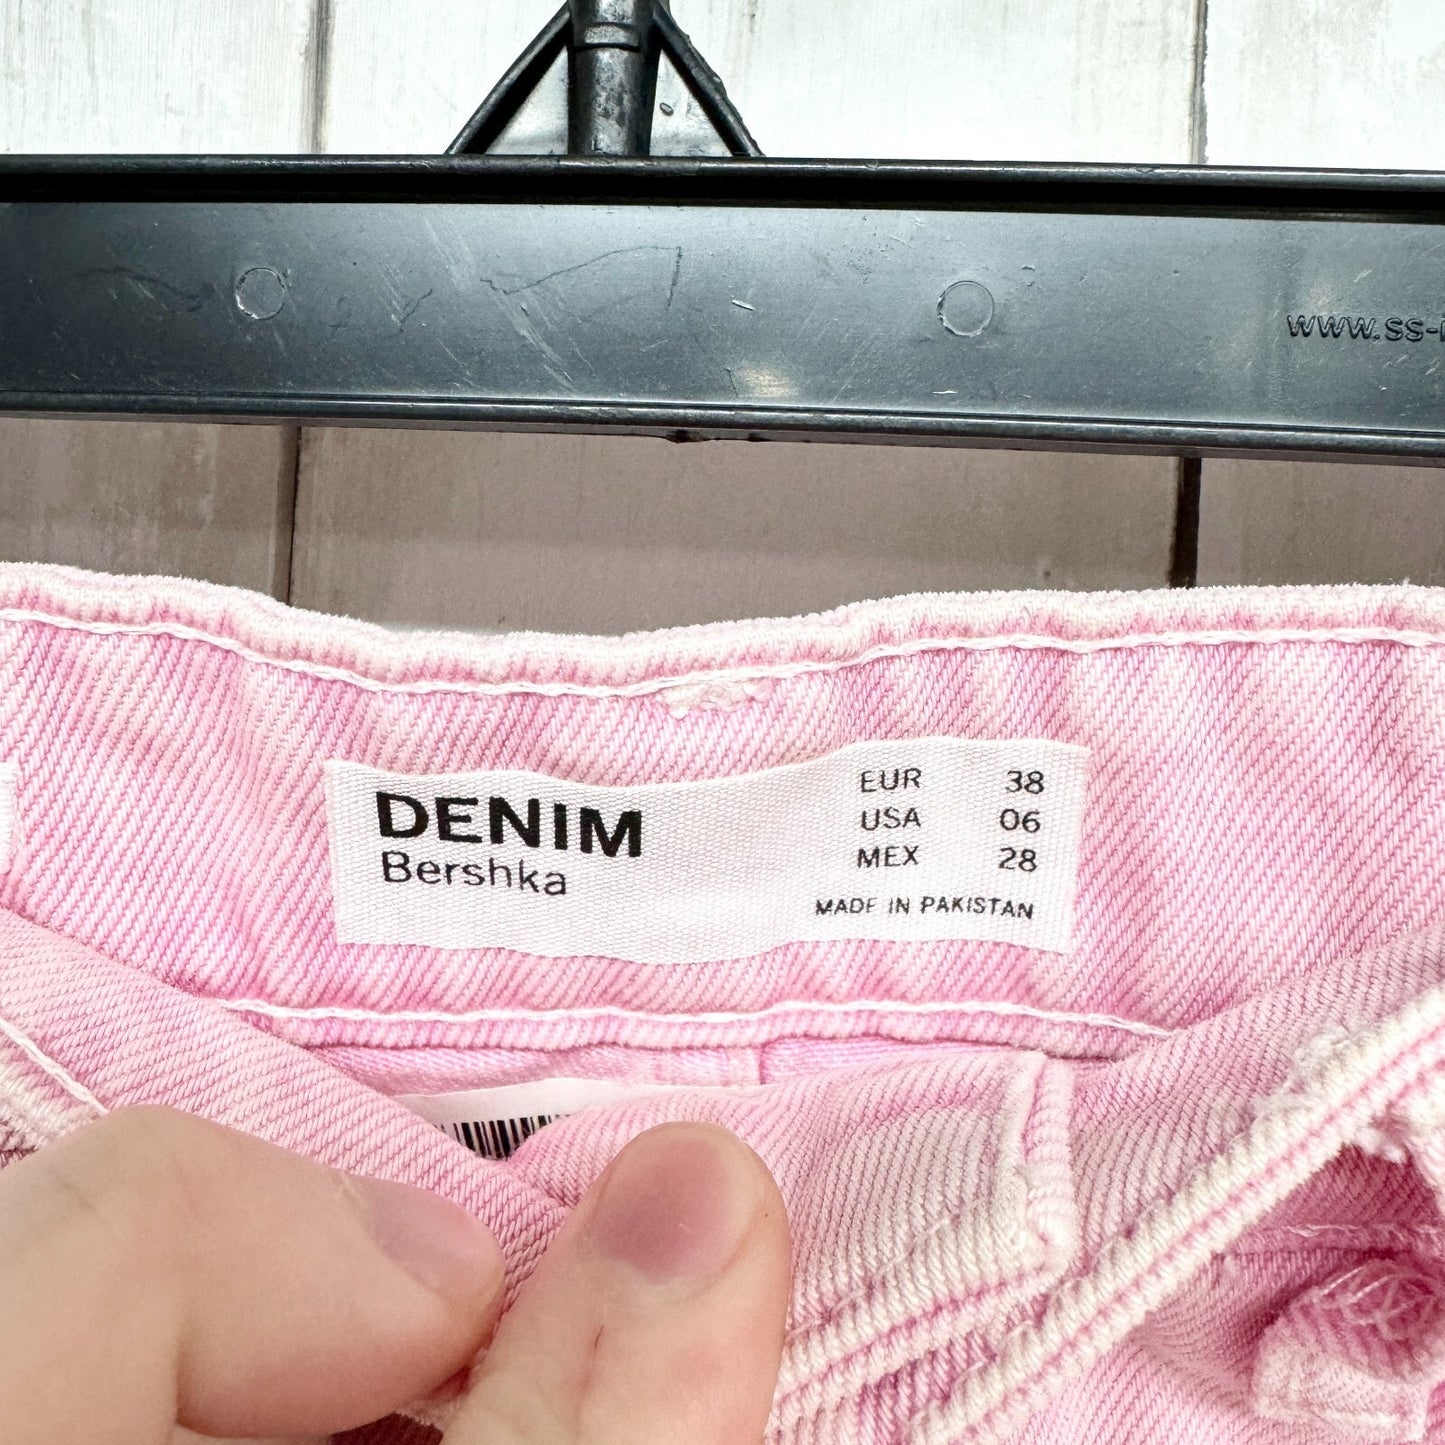 www.ss-
DENIM
Bershka
EUR 38
USA 06
MEX 28
MADE IN PAKISTAN